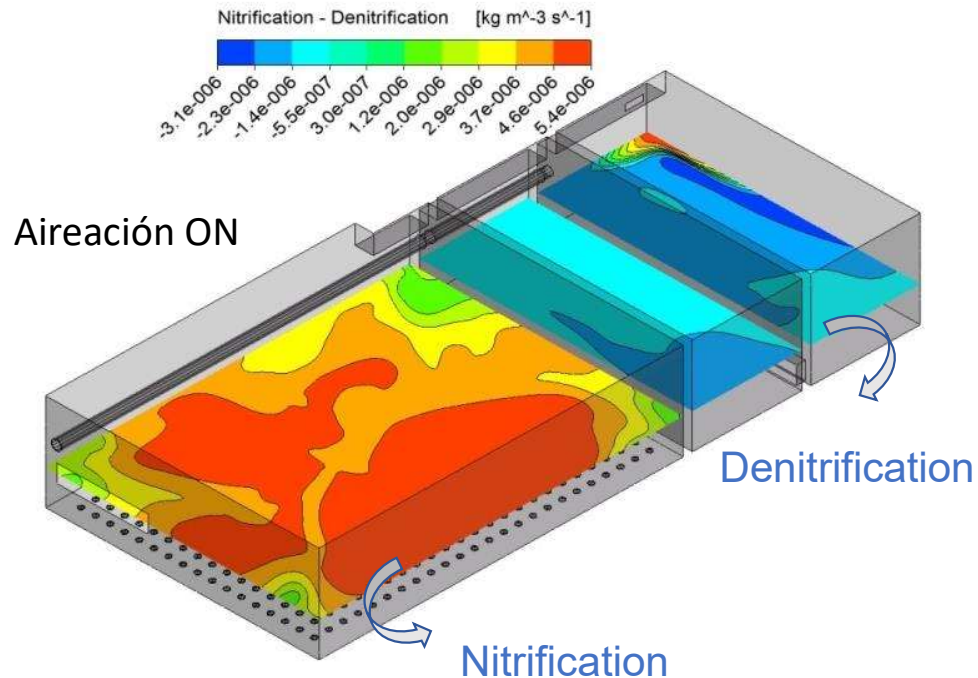 Nitrification - Denitrification [kg m^-3 s^-1]
-3.1e-006
-2.3e-006
-1.4e-006
-5.5e-007
3.0e-007
1.2e-006
2.0e-006
2.9e-006
3.7e-006
4.6e-006
5.4e-006
Aireación ON
Denitrification
Nitrification